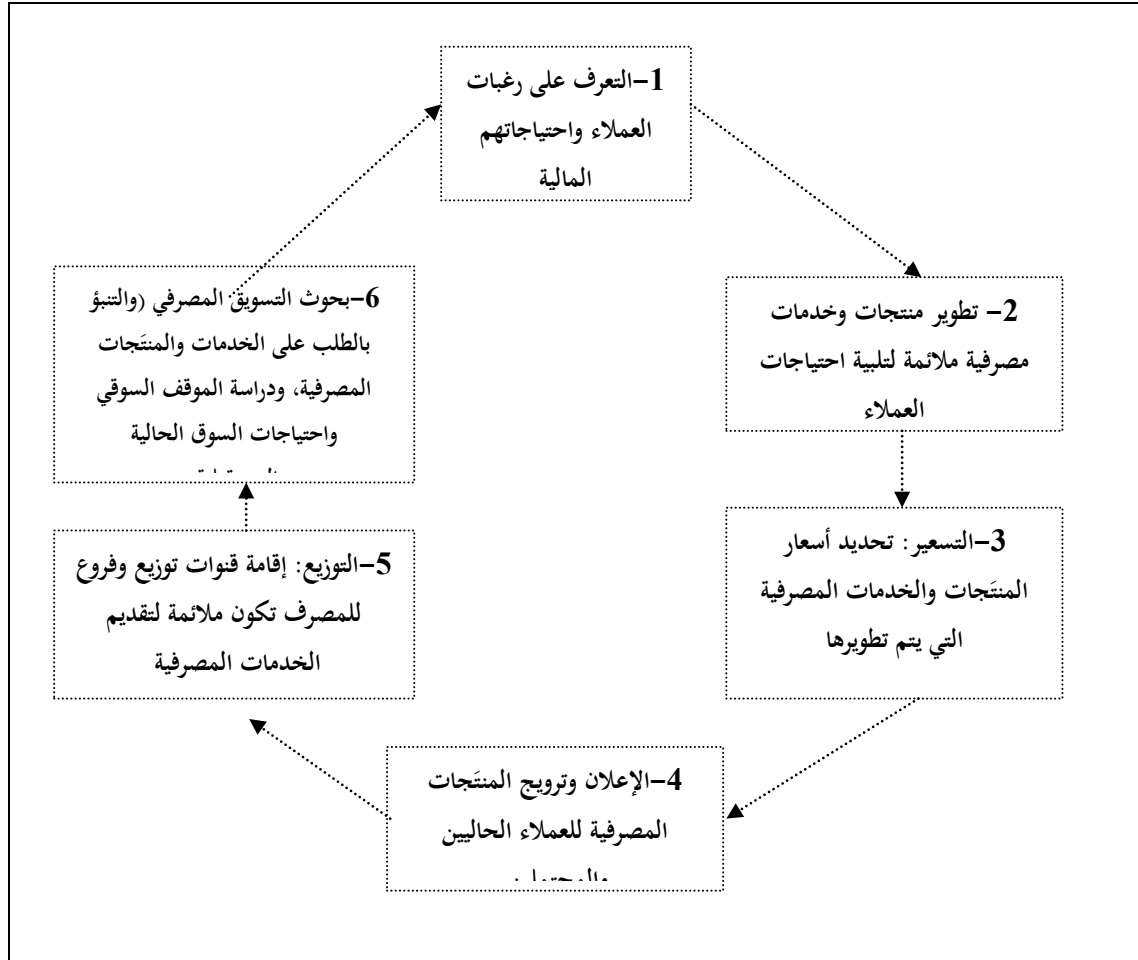 1–التعرف على رغبات
العملاء واحتياجاتهم
المالية
2– تطوير منتجات وخدمات
مصرفية ملائمة لتلبية احتياجات
العملاء
3–التسعير: تحديد أسعار
المنتَجات والخدمات المصرفية
التي يتم تطويرها
4–الإعلان وترويج المنتَجات
المصرفية للعملاء الحاليين
5–التوزيع: إقامة قنوات توزيع وفروع
للمصرف تكون ملائمة لتقديم
الخدمات المصرفية
6–بحوث التسويق المصرفي (والتنبؤ
بالطلب على الخدمات والمنتَجات
المصرفية، ودراسة الموقف السوقي
واحتياجات السوق الحالية